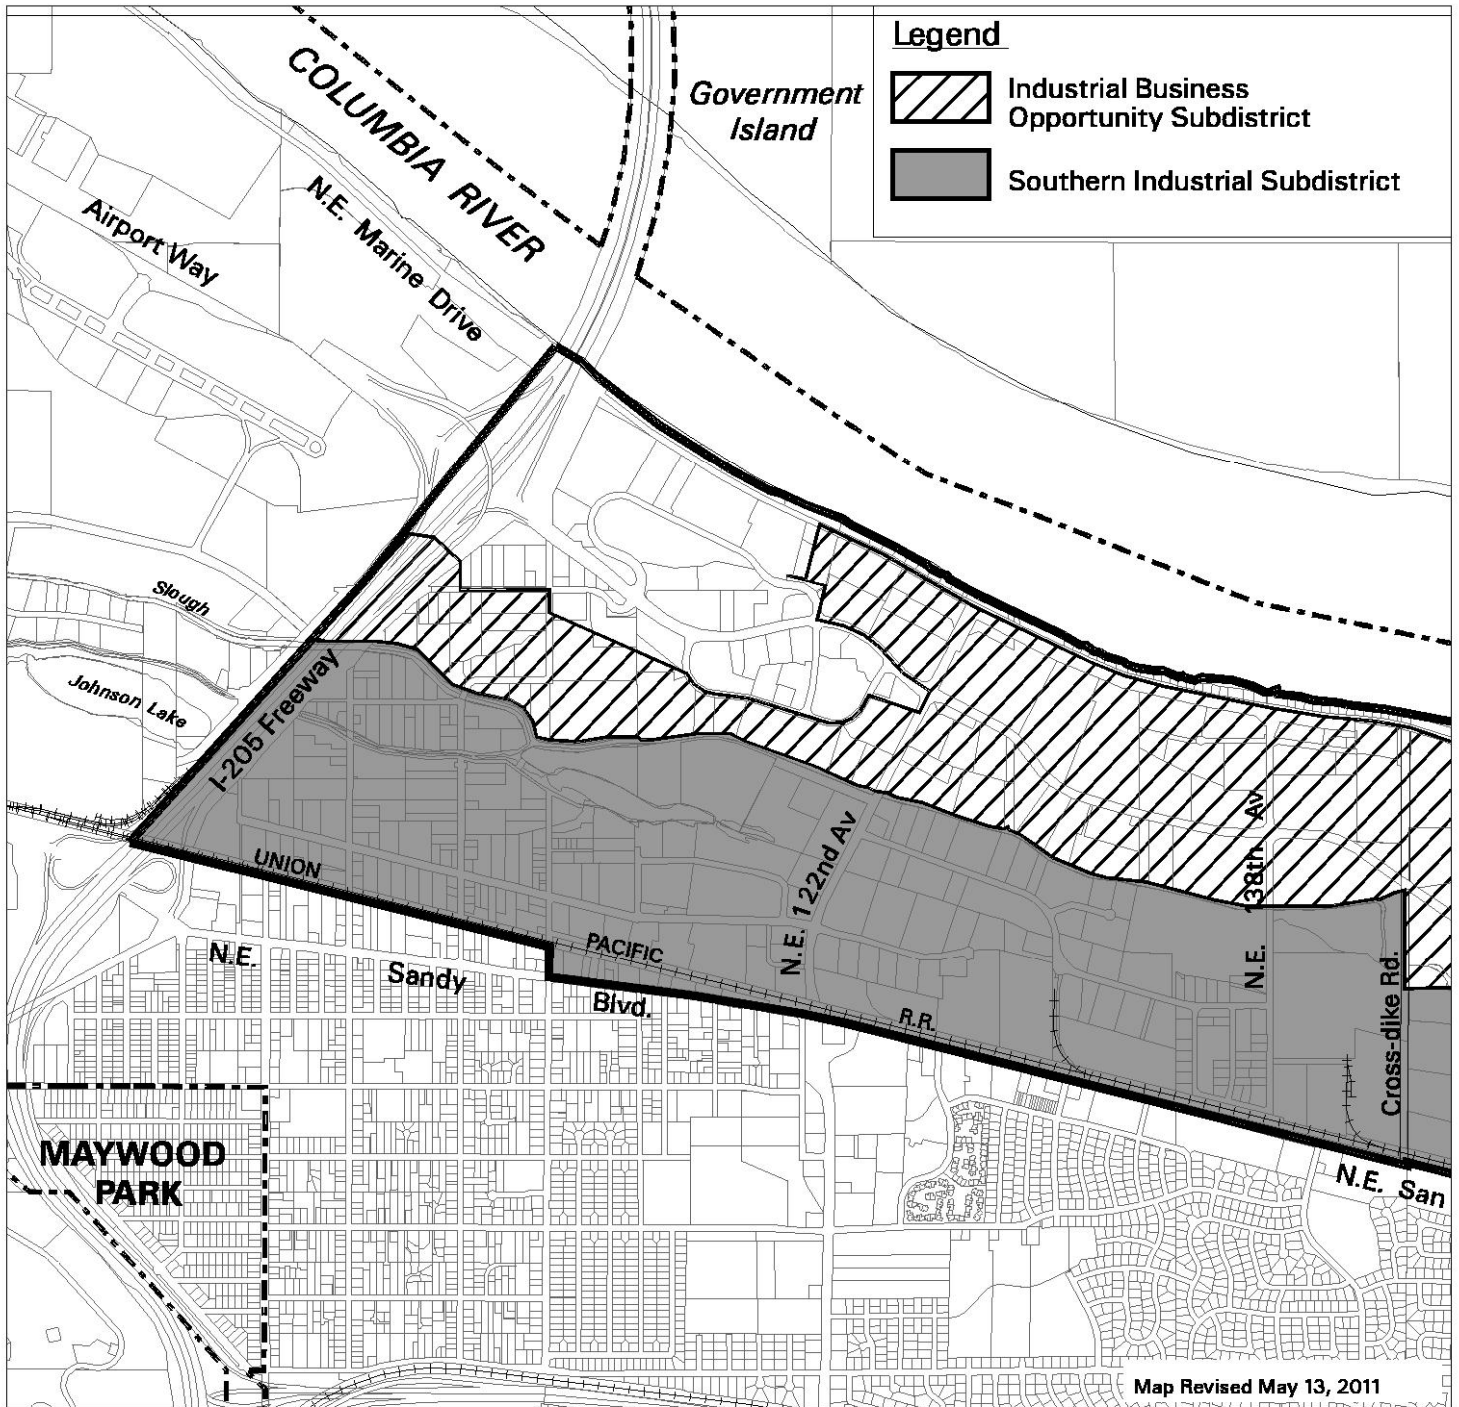 Legend
Industrial Business
Opportunity Subdistrict
Southern Industrial Subdistrict
COLUMBIA RIVER
Government
Island
N.E. Marine Drive
Airport Way
Slough
Johnson Lake
I-205 Freeway
UNION
PACIFIC
R.R.
N.E. 122nd Av
N.E. 138th Av
Cross-dike Rd.
N.E.
Sandy
Blvd.
MAYWOOD
PARK
N.E. San
Map Revised May 13, 2011